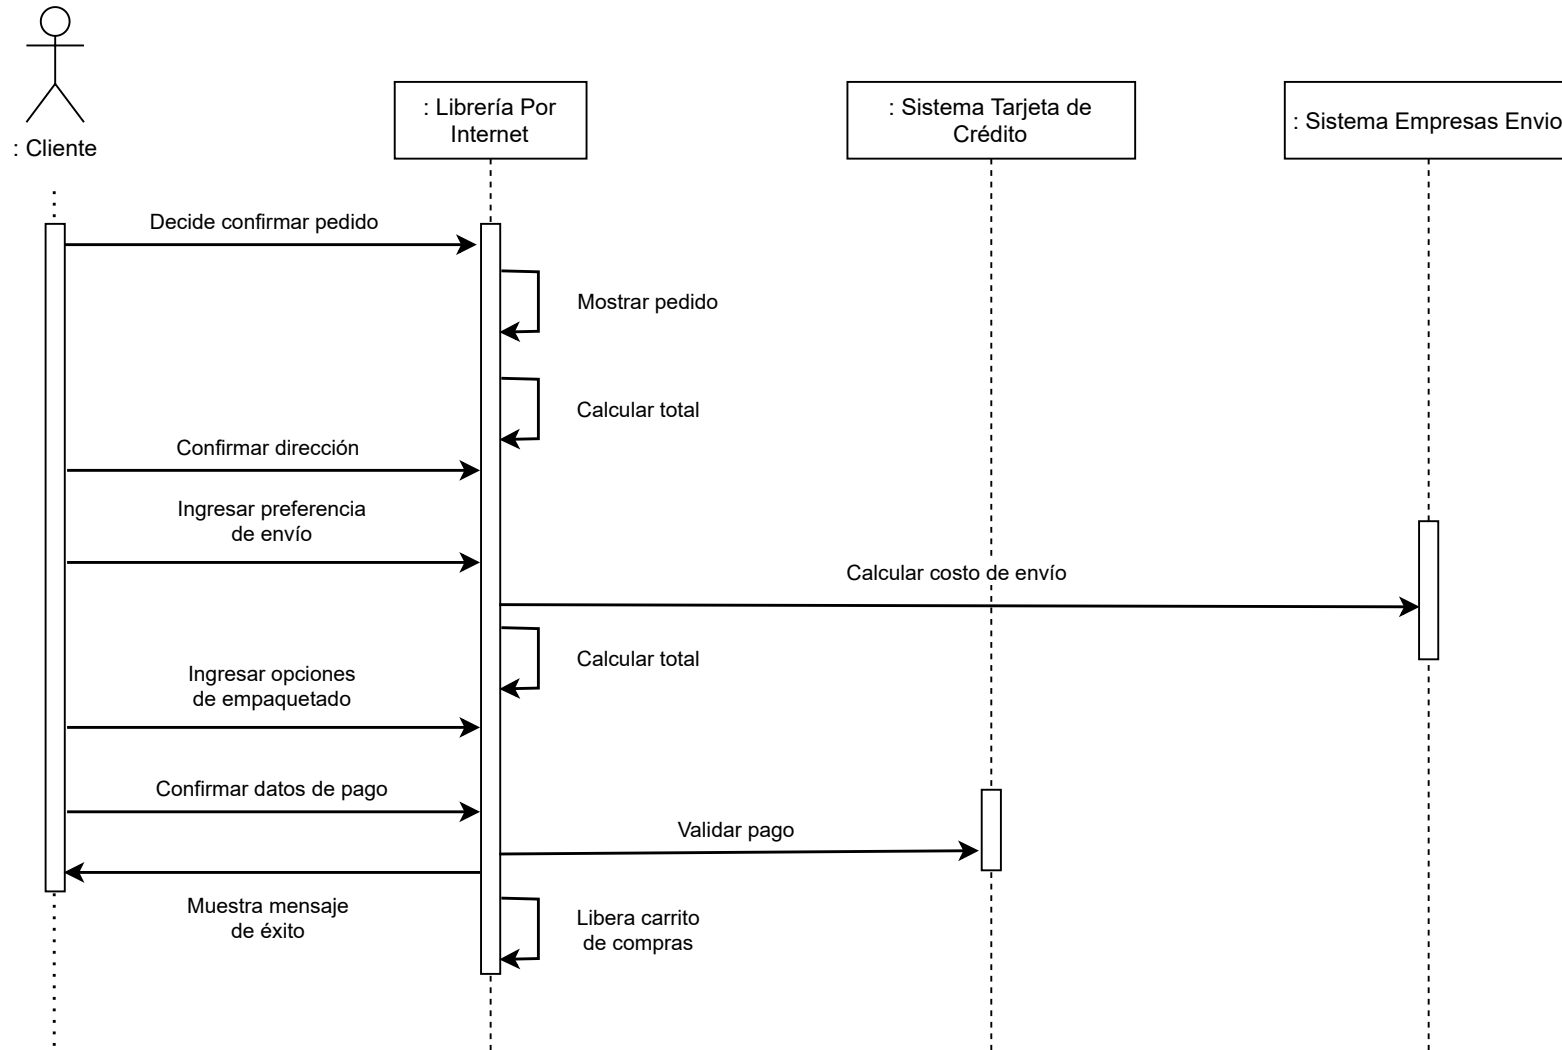 : Cliente
: Librería Por
Internet
: Sistema Tarjeta de
Crédito
: Sistema Empresas Envio
Decide confirmar pedido
Mostrar pedido
Calcular total
Confirmar dirección
Ingresar preferencia
de envío
Calcular costo de envío
Calcular total
Ingresar opciones
de empaquetado
Confirmar datos de pago
Validar pago
Muestra mensaje
de éxito
Libera carrito
de compras